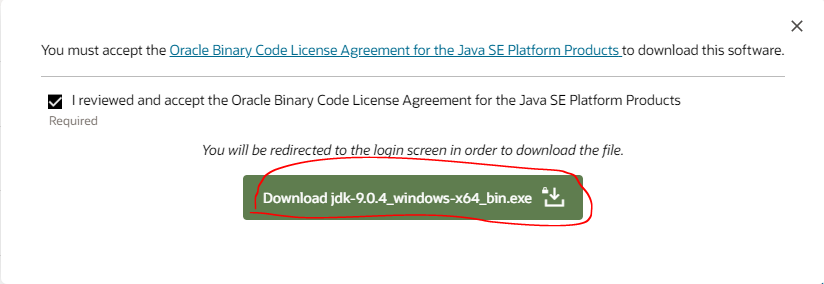 You must accept the Oracle Binary Code License Agreement for the Java SE Platform Products to download this software.
I reviewed and accept the Oracle Binary Code License Agreement for the Java SE Platform Products
Required
You will be redirected to the login screen in order to download the file.
Download jdk-9.0.4_windows-x64_bin.exe